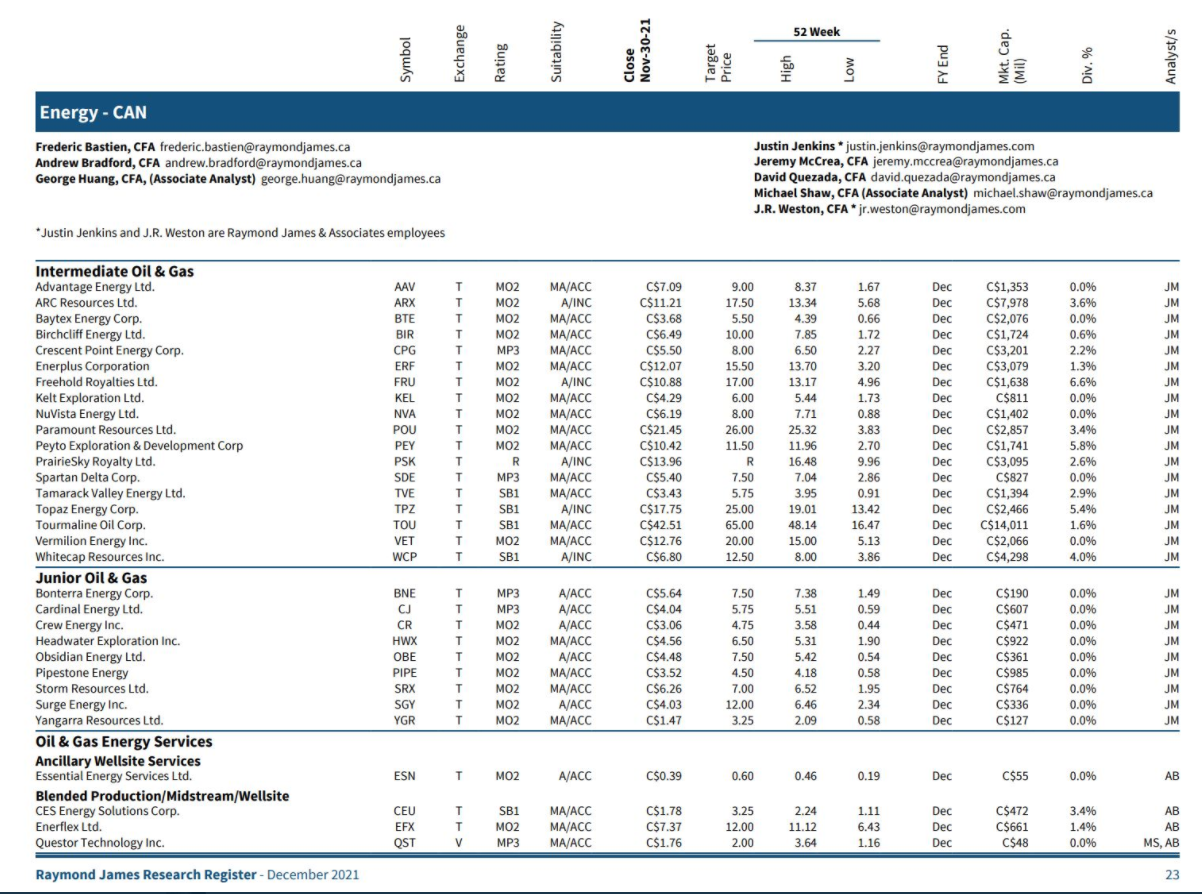 Symbol Exchange Rating Suitability Close Nov-30-21 Target Price 52 Week High Low FY End Mkt. Cap. (Mil) Div. % Analyst/s
Energy - CAN
Frederic Bastien, CFA frederic.bastien@raymondjames.ca
Andrew Bradford, CFA andrew.bradford@raymondjames.ca
George Huang, CFA, (Associate Analyst) george.huang@raymondjames.ca
Justin Jenkins * justin.jenkins@raymondjames.com
Jeremy McCrea, CFA jeremy.mccrea@raymondjames.ca
David Quezada, CFA david.quezada@raymondjames.ca
Michael Shaw, CFA (Associate Analyst) michael.shaw@raymondjames.ca
J.R. Weston, CFA * jr.weston@raymondjames.com
*Justin Jenkins and J.R. Weston are Raymond James & Associates employees
Intermediate Oil & Gas
Advantage Energy Ltd. AAV T MO2 MA/ACC C$7.09 9.00 8.37 1.67 Dec C$1,353 0.0% JM
ARC Resources Ltd. ARX T MO2 A/INC C$11.21 17.50 13.34 5.68 Dec C$7,978 3.6% JM
Baytex Energy Corp. BTE T MO2 MA/ACC C$3.68 5.50 4.39 0.66 Dec C$2,076 0.0% JM
Birchcliff Energy Ltd. BIR T MO2 MA/ACC C$6.49 10.00 7.85 1.72 Dec C$1,724 0.6% JM
Crescent Point Energy Corp. CPG T MP3 MA/ACC C$5.50 8.00 6.50 2.27 Dec C$3,201 2.2% JM
Enerplus Corporation ERF T MO2 MA/ACC C$12.07 15.50 13.70 3.20 Dec C$3,079 1.3% JM
Freehold Royalties Ltd. FRU T MO2 A/INC C$10.88 17.00 13.17 4.96 Dec C$1,638 6.6% JM
Kelt Exploration Ltd. KEL T MO2 MA/ACC C$4.29 6.00 5.44 1.73 Dec C$811 0.0% JM
NuVista Energy Ltd. NVA T MO2 MA/ACC C$6.19 8.00 7.71 0.88 Dec C$1,402 0.0% JM
Paramount Resources Ltd. POU T MO2 MA/ACC C$21.45 26.00 25.32 3.83 Dec C$2,857 3.4% JM
Peyto Exploration & Development Corp PEY T MO2 MA/ACC C$10.42 11.50 11.96 2.70 Dec C$1,741 5.8% JM
PrairieSky Royalty Ltd. PSK T R A/INC C$13.96 R 16.48 9.96 Dec C$3,095 2.6% JM
Spartan Delta Corp. SDE T MP3 MA/ACC C$5.40 7.50 7.04 2.86 Dec C$827 0.0% JM
Tamarack Valley Energy Ltd. TVE T SB1 MA/ACC C$3.43 5.75 3.95 0.91 Dec C$1,394 2.9% JM
Topaz Energy Corp. TPZ T SB1 A/INC C$17.75 25.00 19.01 13.42 Dec C$2,466 5.4% JM
Tourmaline Oil Corp. TOU T SB1 MA/ACC C$42.51 65.00 48.14 16.47 Dec C$14,011 1.6% JM
Vermilion Energy Inc. VET T MO2 MA/ACC C$12.76 20.00 15.00 5.13 Dec C$2,066 0.0% JM
Whitecap Resources Inc. WCP T SB1 A/INC C$6.80 12.50 8.00 3.86 Dec C$4,298 4.0% JM
Junior Oil & Gas
Bonterra Energy Corp. BNE T MP3 A/ACC C$5.64 7.50 7.38 1.49 Dec C$190 0.0% JM
Cardinal Energy Ltd. CJ T MP3 A/ACC C$4.04 5.75 5.51 0.59 Dec C$607 0.0% JM
Crew Energy Inc. CR T MO2 A/ACC C$3.06 4.75 3.58 0.44 Dec C$471 0.0% JM
Headwater Exploration Inc. HWX T MO2 MA/ACC C$4.56 6.50 5.31 1.90 Dec C$922 0.0% JM
Obsidian Energy Ltd. OBE T MO2 A/ACC C$4.48 7.50 5.42 0.54 Dec C$361 0.0% JM
Pipestone Energy PIPE T MO2 MA/ACC C$3.52 4.50 4.18 0.58 Dec C$985 0.0% JM
Storm Resources Ltd. SRX T MO2 MA/ACC C$6.26 7.00 6.52 1.95 Dec C$764 0.0% JM
Surge Energy Inc. SGY T MO2 A/ACC C$4.03 12.00 6.46 2.34 Dec C$336 0.0% JM
Yangarra Resources Ltd. YGR T MO2 MA/ACC C$1.47 3.25 2.09 0.58 Dec C$127 0.0% JM
Oil & Gas Energy Services
Ancillary Wellsite Services
Essential Energy Services Ltd. ESN T MO2 A/ACC C$0.39 0.60 0.46 0.19 Dec C$55 0.0% AB
Blended Production/Midstream/Wellsite
CES Energy Solutions Corp. CEU T SB1 MA/ACC C$1.78 3.25 2.24 1.11 Dec C$472 3.4% AB
Enerflex Ltd. EFX T MO2 MA/ACC C$7.37 12.00 11.12 6.43 Dec C$661 1.4% AB
Questor Technology Inc. QST V MP3 MA/ACC C$1.76 2.00 3.64 1.16 Dec C$48 0.0% MS, AB
Raymond James Research Register - December 2021 23